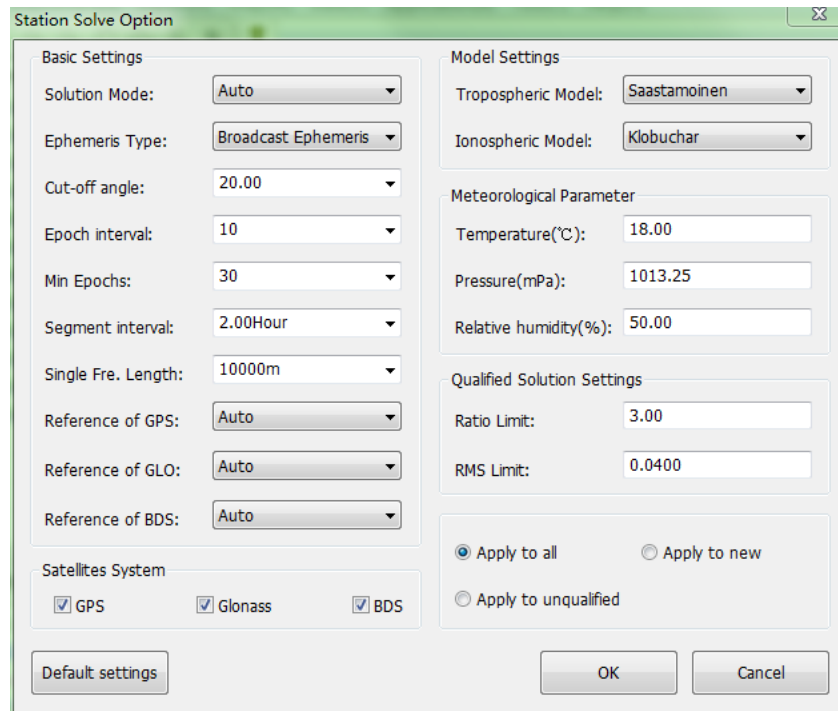 Station Solve Option
Basic Settings
Solution Mode: Auto
Ephemeris Type: Broadcast Ephemeris
Cut-off angle: 20.00
Epoch interval: 10
Min Epochs: 30
Segment interval: 2.00Hour
Single Fre. Length: 10000m
Reference of GPS: Auto
Reference of GLO: Auto
Reference of BDS: Auto
Satellites System
GPS Glonass BDS
Model Settings
Tropospheric Model: Saastamoinen
Ionospheric Model: Klobuchar
Meteorological Parameter
Temperature(℃): 18.00
Pressure(mPa): 1013.25
Relative humidity(%): 50.00
Qualified Solution Settings
Ratio Limit: 3.00
RMS Limit: 0.0400
Apply to all Apply to new
Apply to unqualified
Default settings OK Cancel